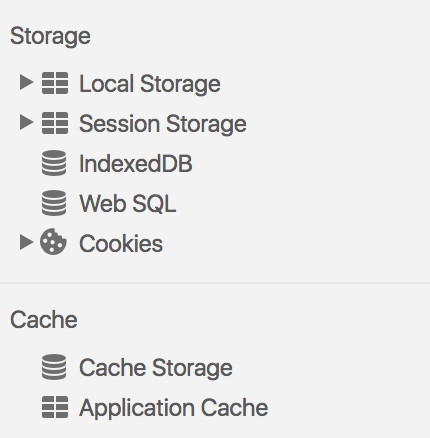 Storage
Local Storage
Session Storage
IndexedDB
Web SQL
Cookies
Cache
Cache Storage
Application Cache